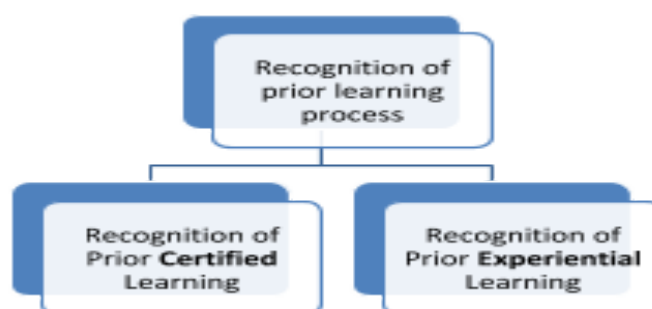 Recognition of
prior learning
process
Recognition of
Prior Certified
Learning
Recognition of
Prior Experiential
Learning